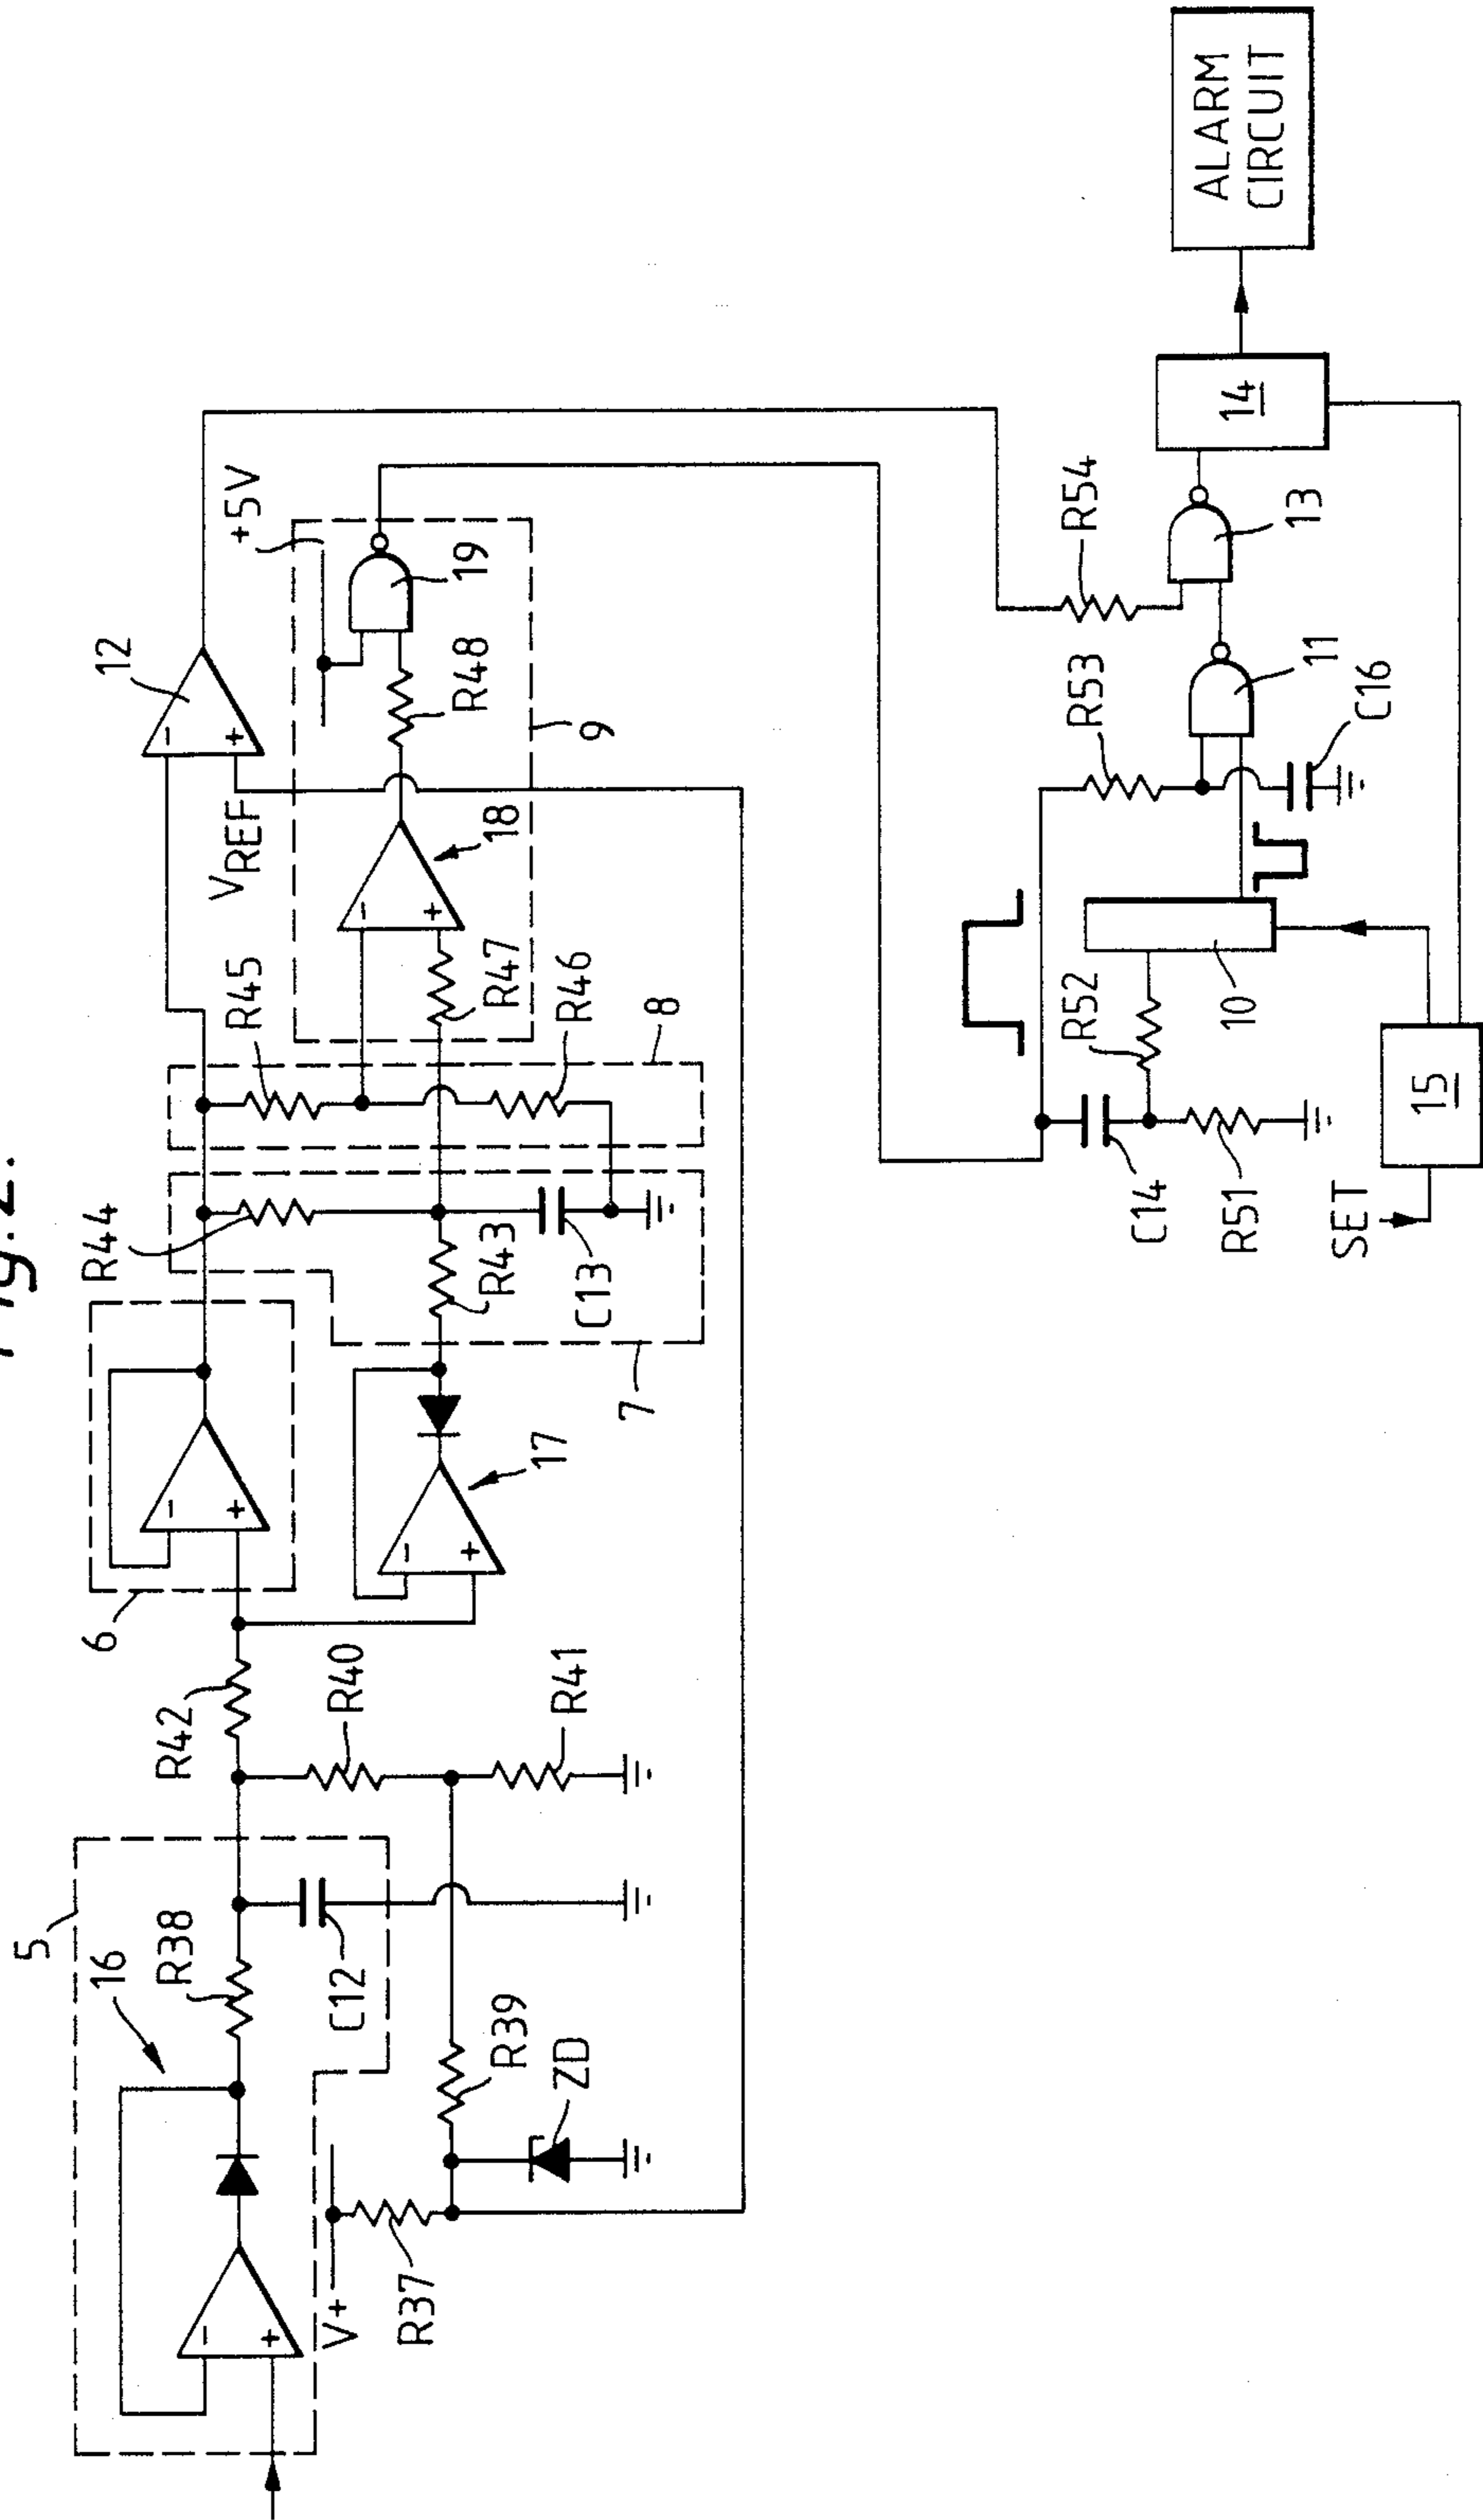 Fig. 2.
5
16
R38
C12
V+
R37
R39
ZD
R42
R40
R41
6
-
+
-
+
17
7
R44
R43
C13
8
R45
R46
R47
-
+
18
VREF
9
R48
19
+5V
12
-
+
-
+
SET
15
C14
R51
R52
10
R53
C16
11
R54
13
14
ALARM
CIRCUIT